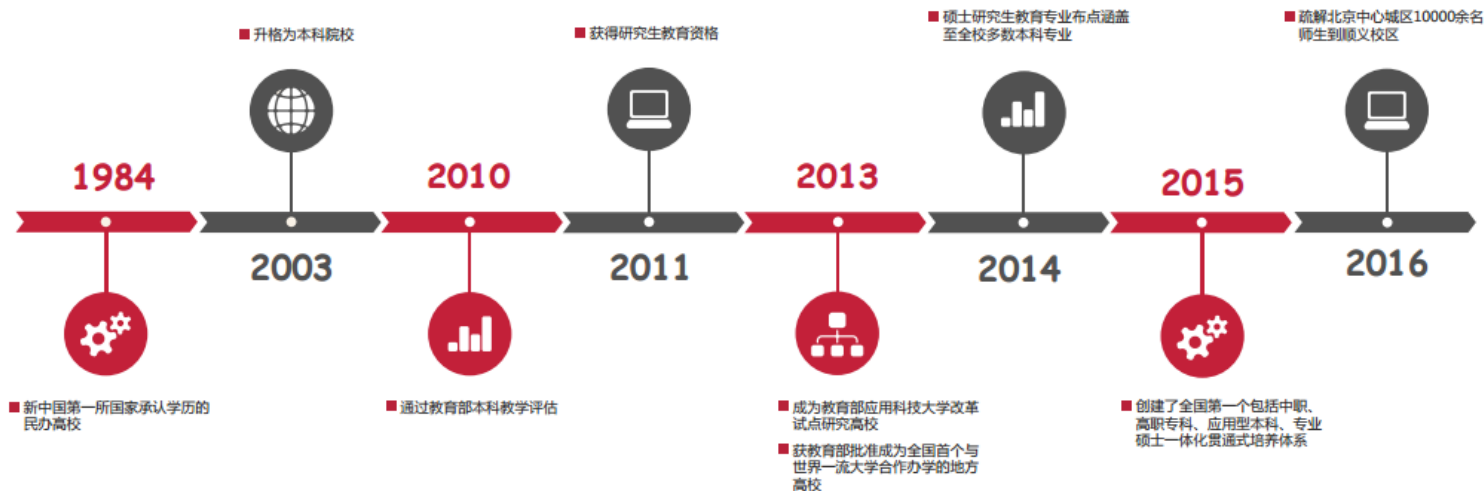 升格为本科院校
获得研究生教育资格
硕士研究生教育专业布点涵盖
至全校多数本科专业
疏解北京中心城区10000余名
师生到顺义校区
1984
2010
2013
2015
2003
2011
2014
2016
新中国第一所国家承认学历的
民办高校
通过教育部本科教学评估
成为教育部应用科技大学改革
试点研究高校
获教育部批准成为全国首个与
世界一流大学合作办学的地方
高校
创建了全国第一个包括中职、
高职专科、应用型本科、专业
硕士一体化贯通式培养体系